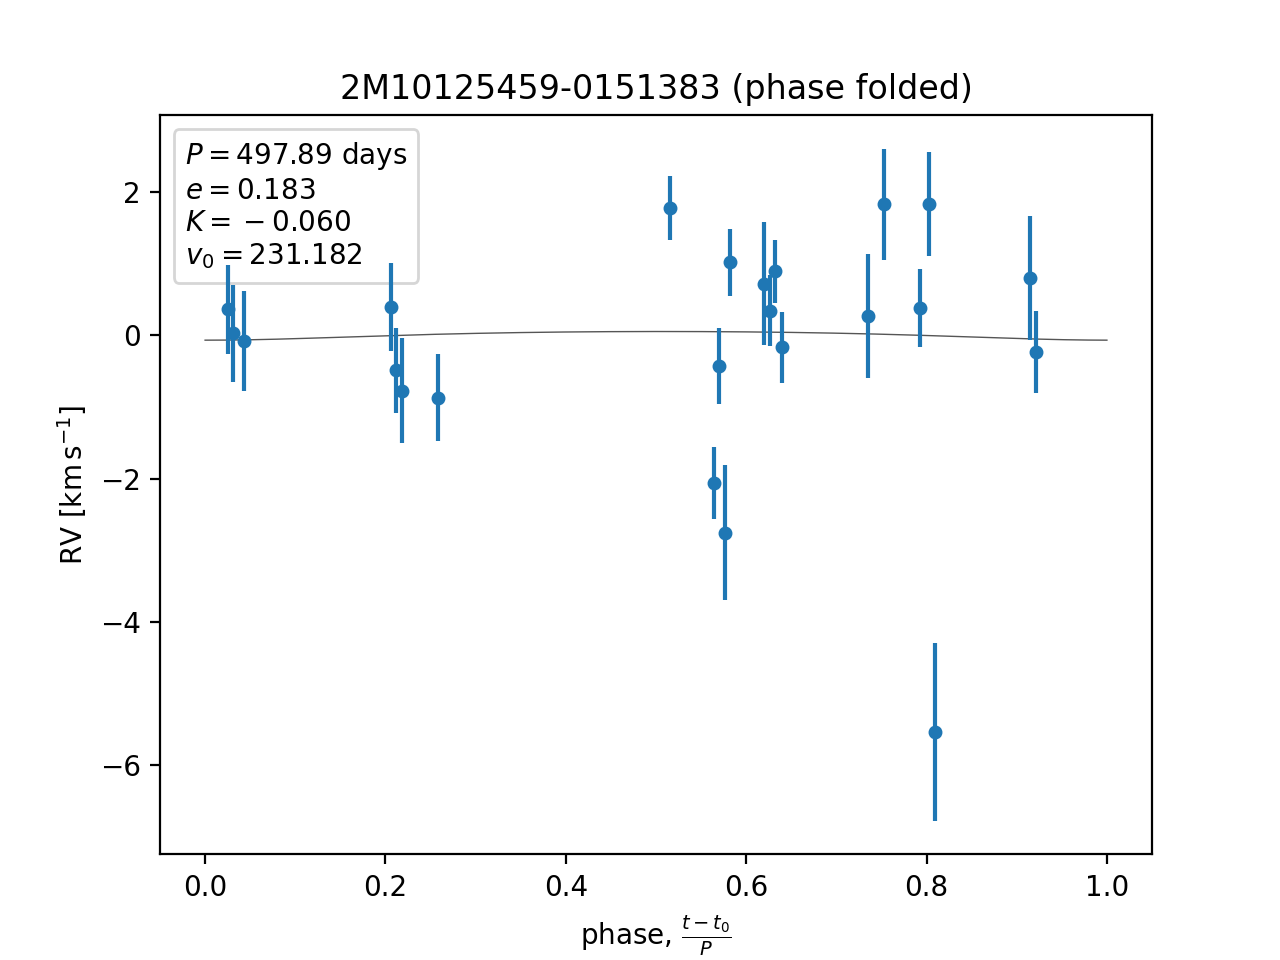 2M10125459-0151383 (phase folded)
P = 497.89 days
e = 0.183
K = −0.060
v₀ = 231.182
2
0
−2
−4
−6
RV [km s⁻¹]
0.0 0.2 0.4 0.6 0.8 1.0
phase, (t − t₀)/P